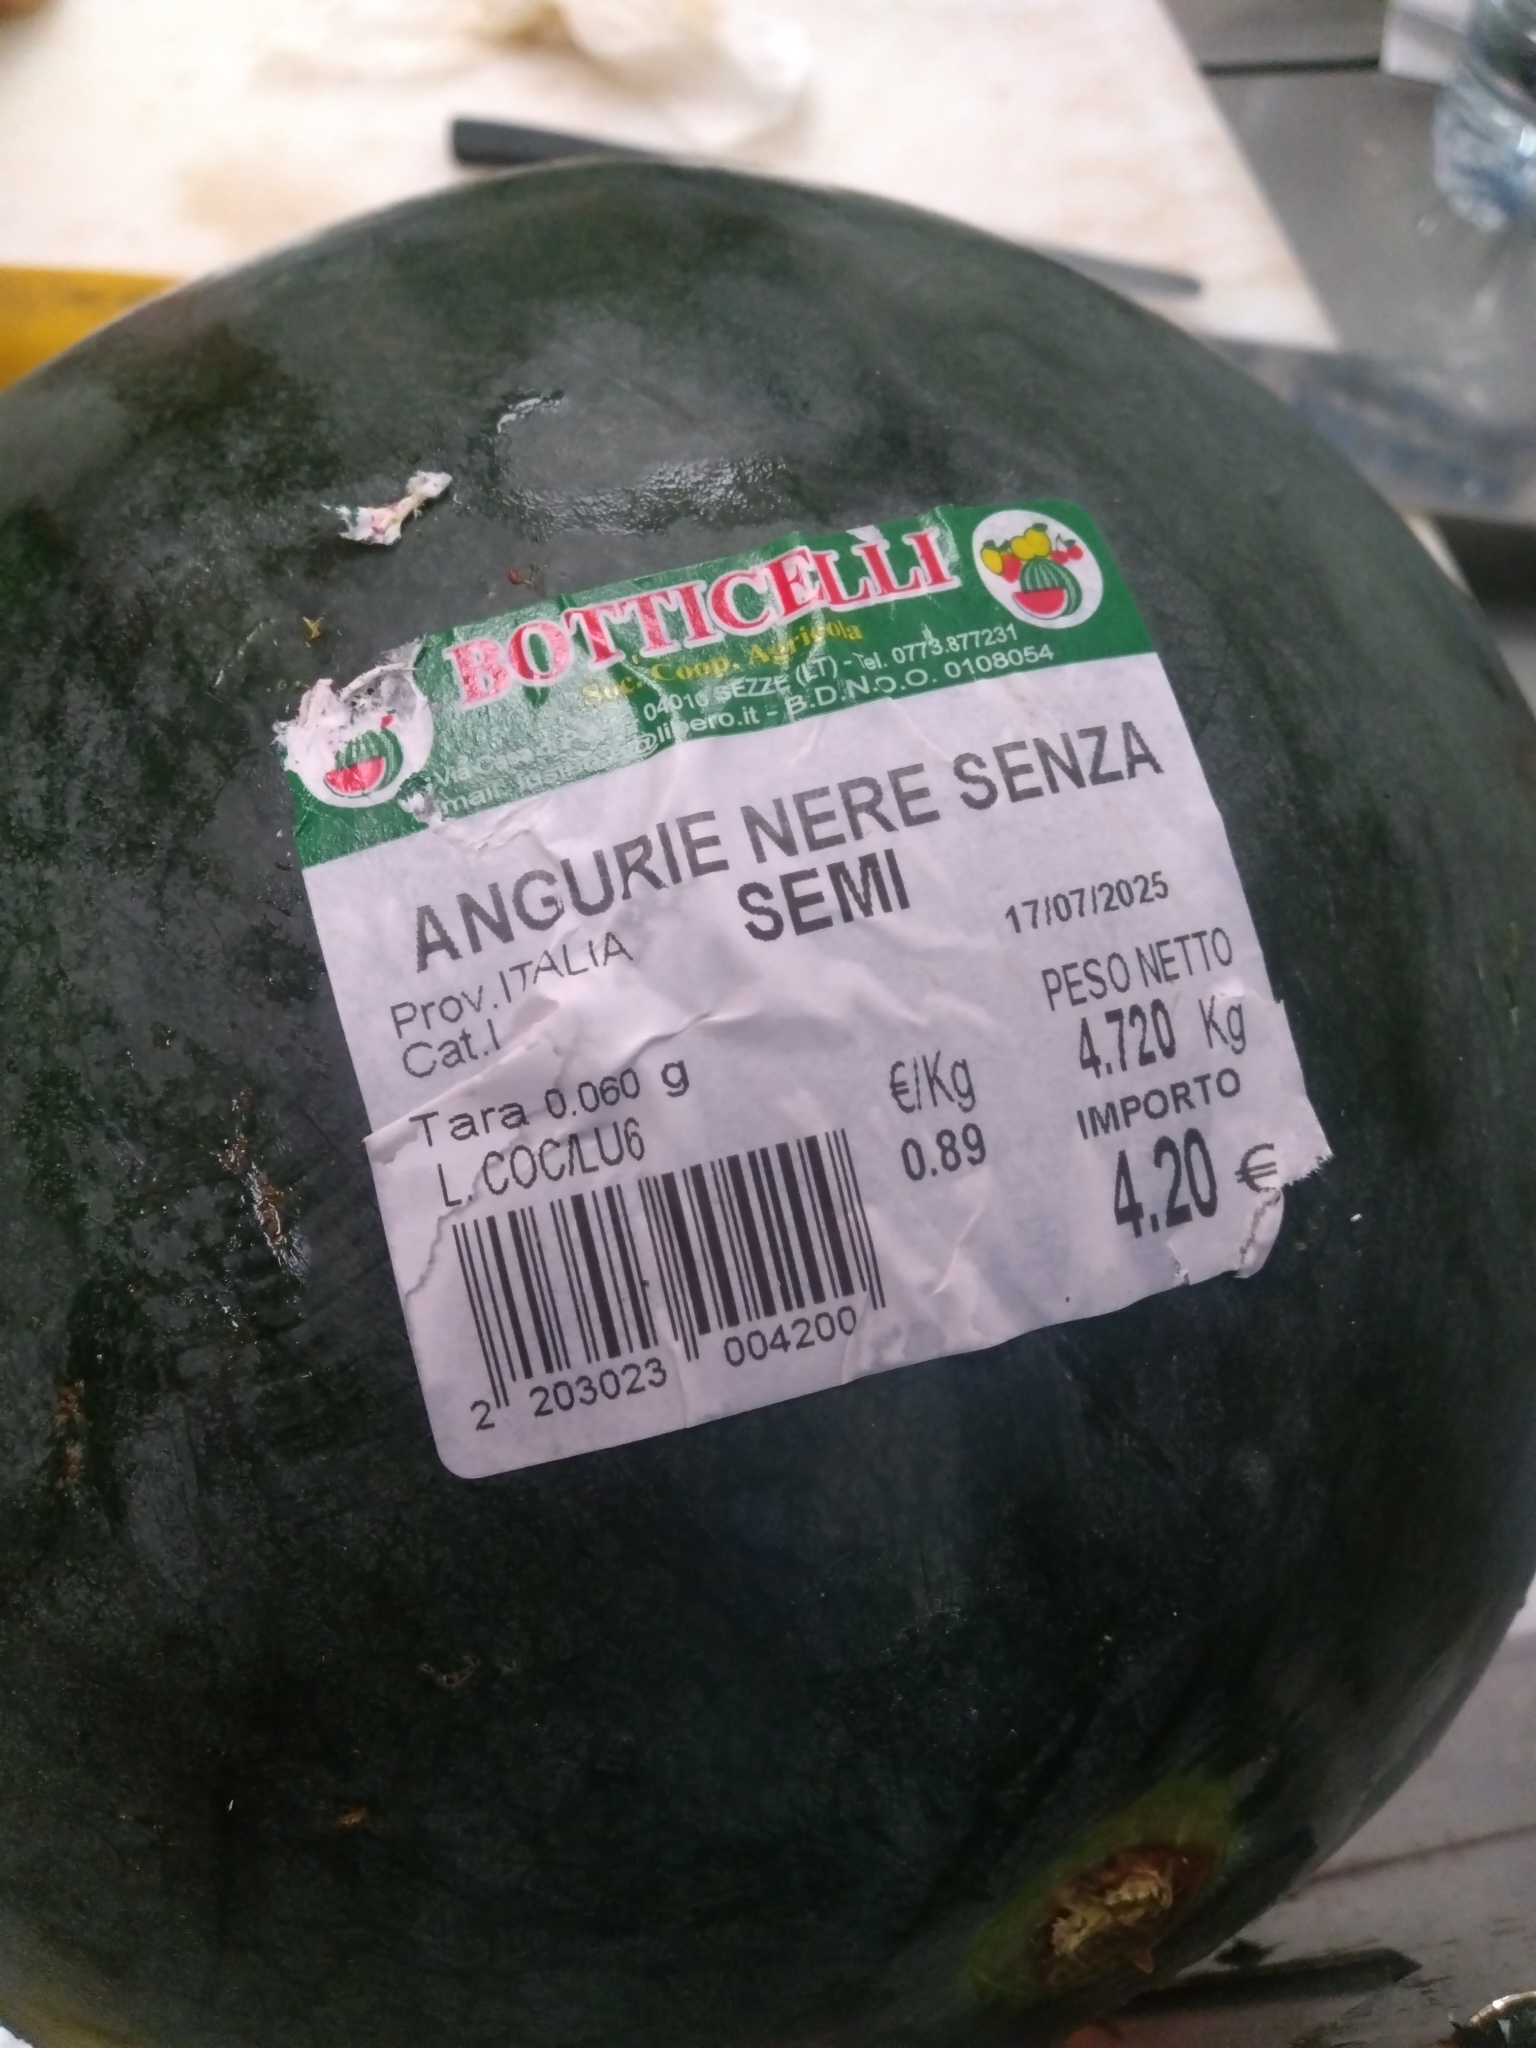 BOTTICELLI
Soc. Coop. Agricola
04010 SEZZE (LT) - Tel. 0773.877231
@libero.it - B.D.N.O.O. 0108054
ANGURIE NERE SENZA
SEMI
17/07/2025
Prov. ITALIA
Cat.I
PESO NETTO
4.720 Kg
Tara 0.060 g
€/Kg
IMPORTO
L. COC/LU6
0.89
4.20 €
2 203023 004200